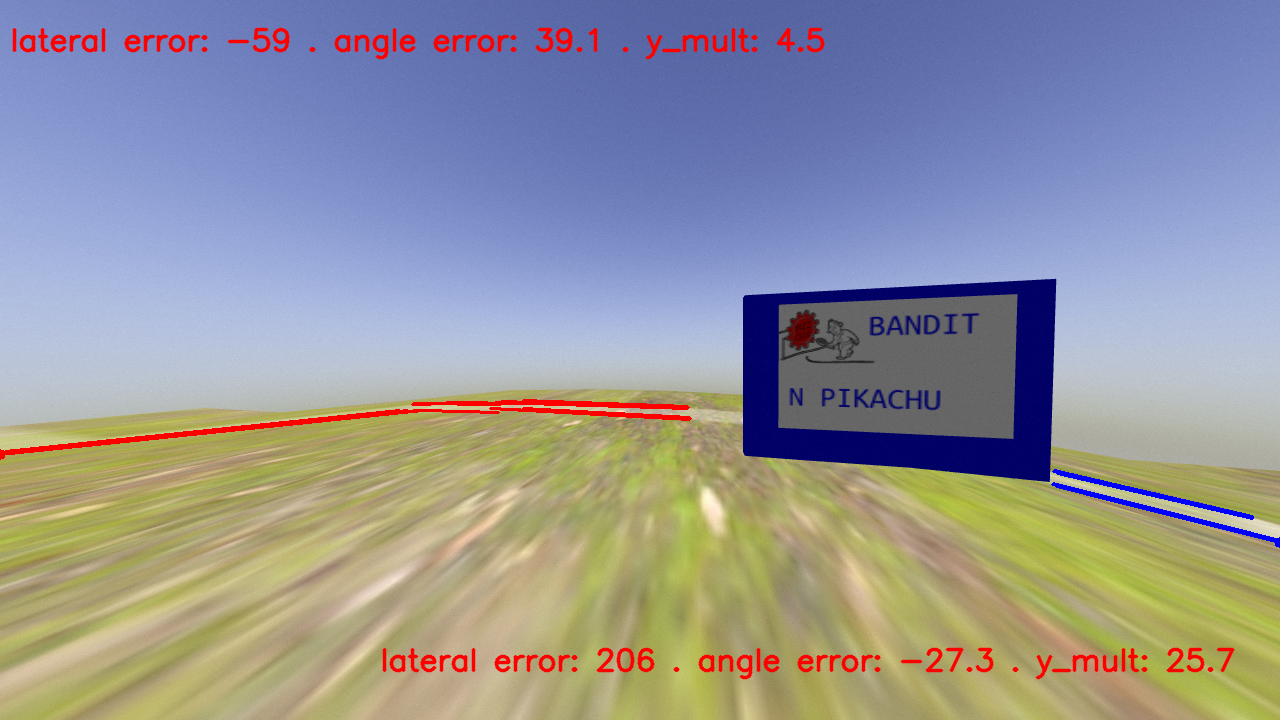 lateral error: −59 . angle error: 39.1 . y_mult: 4.5
BANDIT
N PIKACHU
lateral error: 206 . angle error: −27.3 . y_mult: 25.7